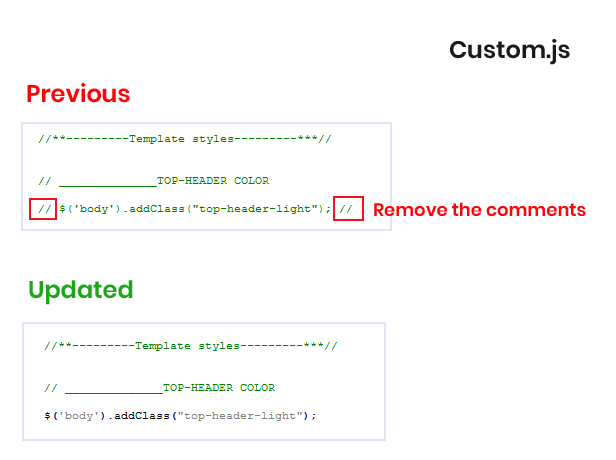 Custom.js
Previous
//**---------Template styles---------***//
// ______________TOP-HEADER COLOR
// $('body').addClass("top-header-light"); // Remove the comments
Updated
//**---------Template styles---------***//
// ______________TOP-HEADER COLOR
$('body').addClass("top-header-light");